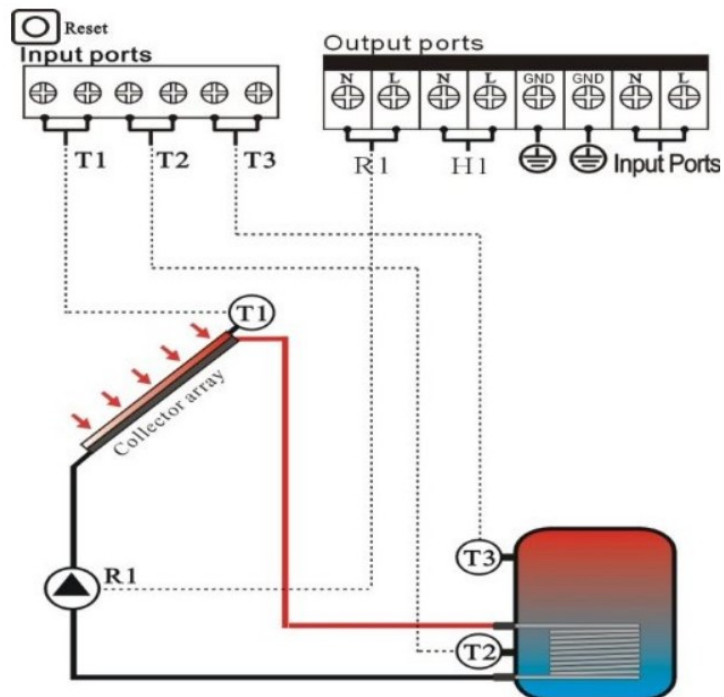 Reset
Input ports
Output ports
N L N L GND GND N L
T1 T2 T3
R1 H1 Input Ports
T1
Collector array
T3
R1
T2